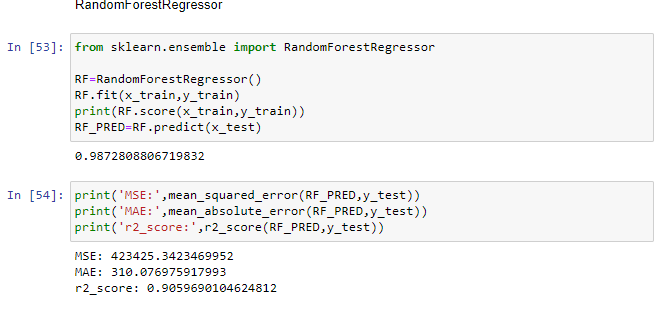 RandomForestRegressor
In [53]: from sklearn.ensemble import RandomForestRegressor
RF=RandomForestRegressor()
RF.fit(x_train,y_train)
print(RF.score(x_train,y_train))
RF_PRED=RF.predict(x_test)
0.9872808806719832
In [54]: print('MSE:',mean_squared_error(RF_PRED,y_test))
print('MAE:',mean_absolute_error(RF_PRED,y_test))
print('r2_score:',r2_score(RF_PRED,y_test))
MSE: 423425.3423469952
MAE: 310.076975917993
r2_score: 0.9059690104624812